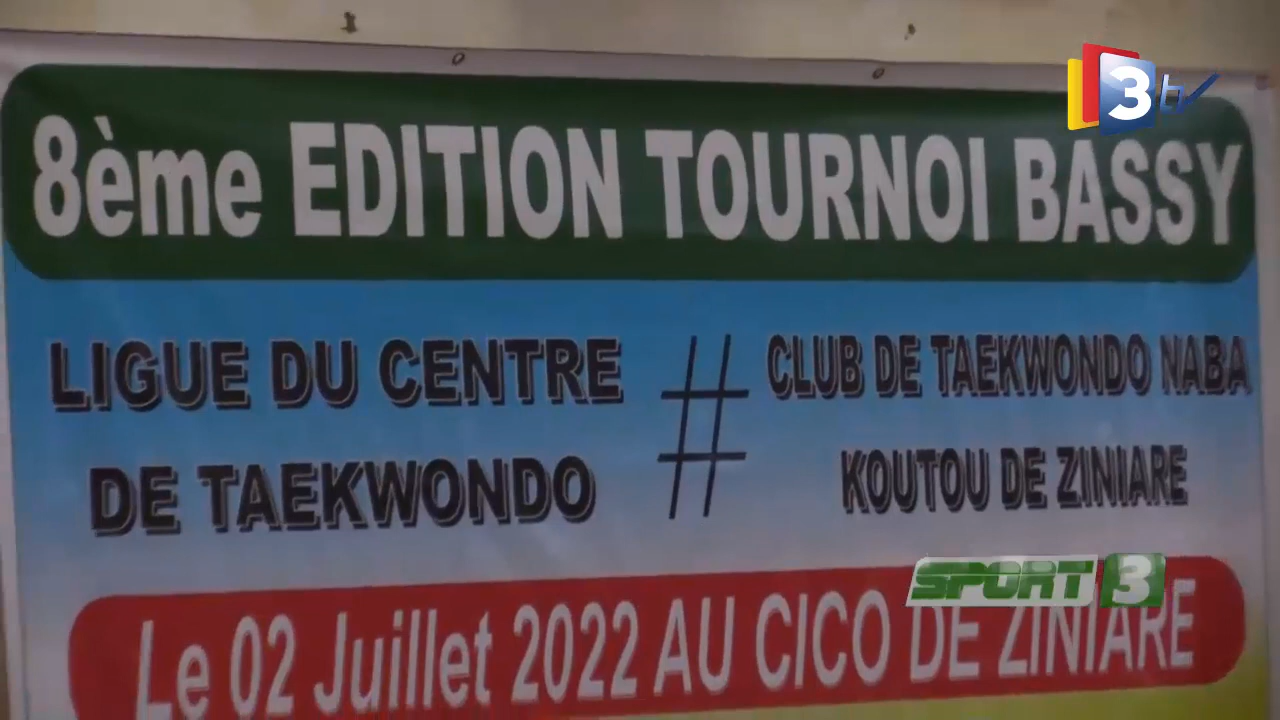 3tv
8ème EDITION TOURNOI BASSY
LIGUE DU CENTRE
DE TAEKWONDO
#
CLUB DE TAEKWONDO NABA
KOUTOU DE ZINIARE
SPORT 3
Le 02 Juillet 2022 AU CICO DE ZINIARE